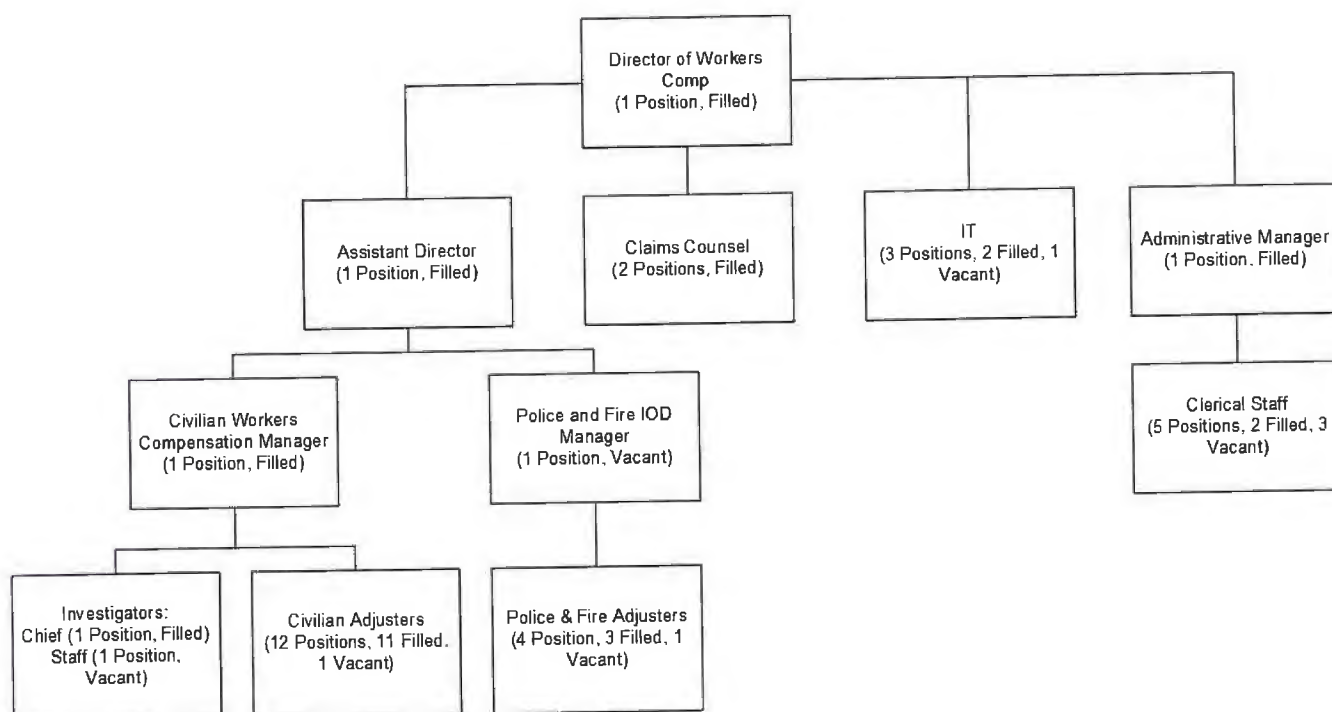 Director of Workers
Comp
(1 Position, Filled)
Assistant Director
(1 Position, Filled)
Claims Counsel
(2 Positions, Filled)
IT
(3 Positions, 2 Filled, 1
Vacant)
Administrative Manager
(1 Position. Filled)
Civilian Workers
Compensation Manager
(1 Position, Filled)
Police and Fire IOD
Manager
(1 Position, Vacant)
Clerical Staff
(5 Positions, 2 Filled, 3
Vacant)
Investigators:
Chief (1 Position, Filled)
Staff (1 Position,
Vacant)
Civilian Adjusters
(12 Positions, 11 Filled.
1 Vacant)
Police & Fire Adjusters
(4 Position, 3 Filled, 1
Vacant)